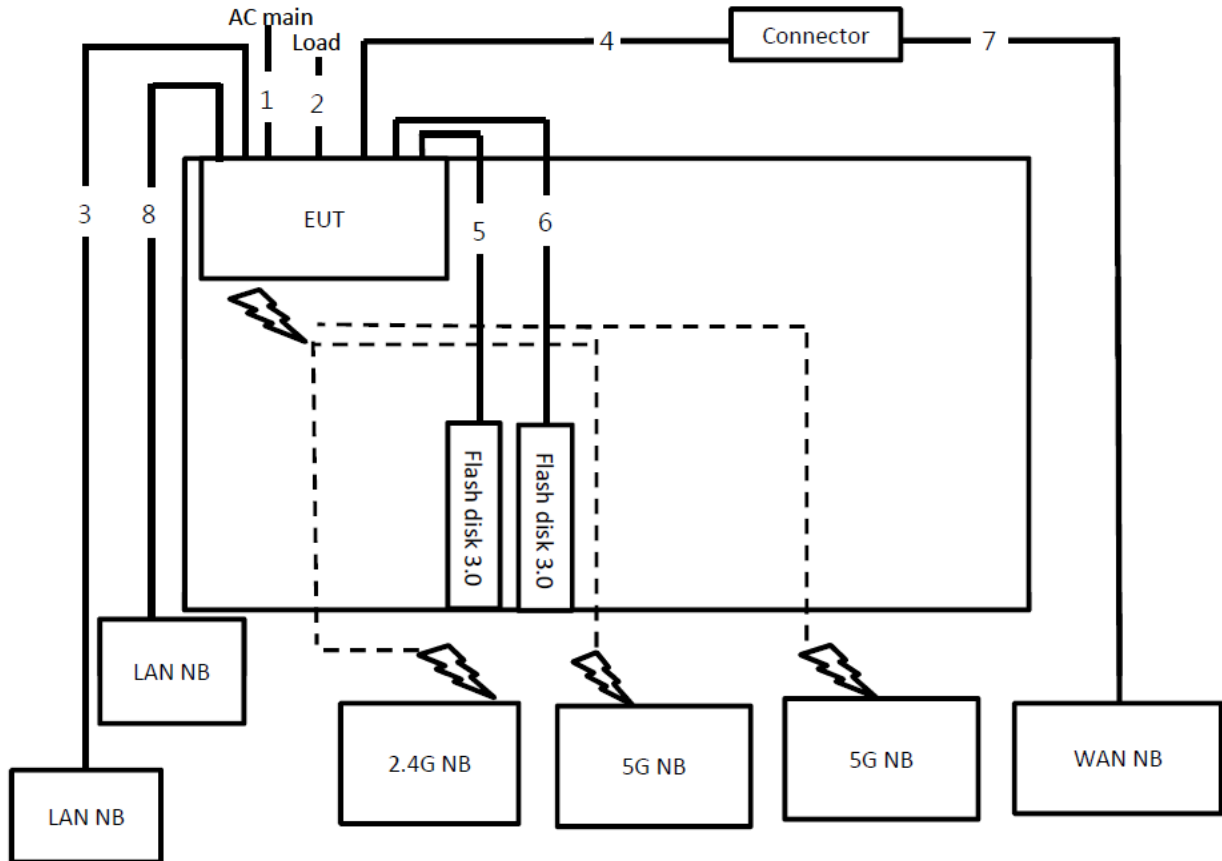 AC main
Load
4
Connector
7
1
2
3
8
EUT
5
6
Flash disk 3.0
Flash disk 3.0
LAN NB
2.4G NB
5G NB
5G NB
WAN NB
LAN NB